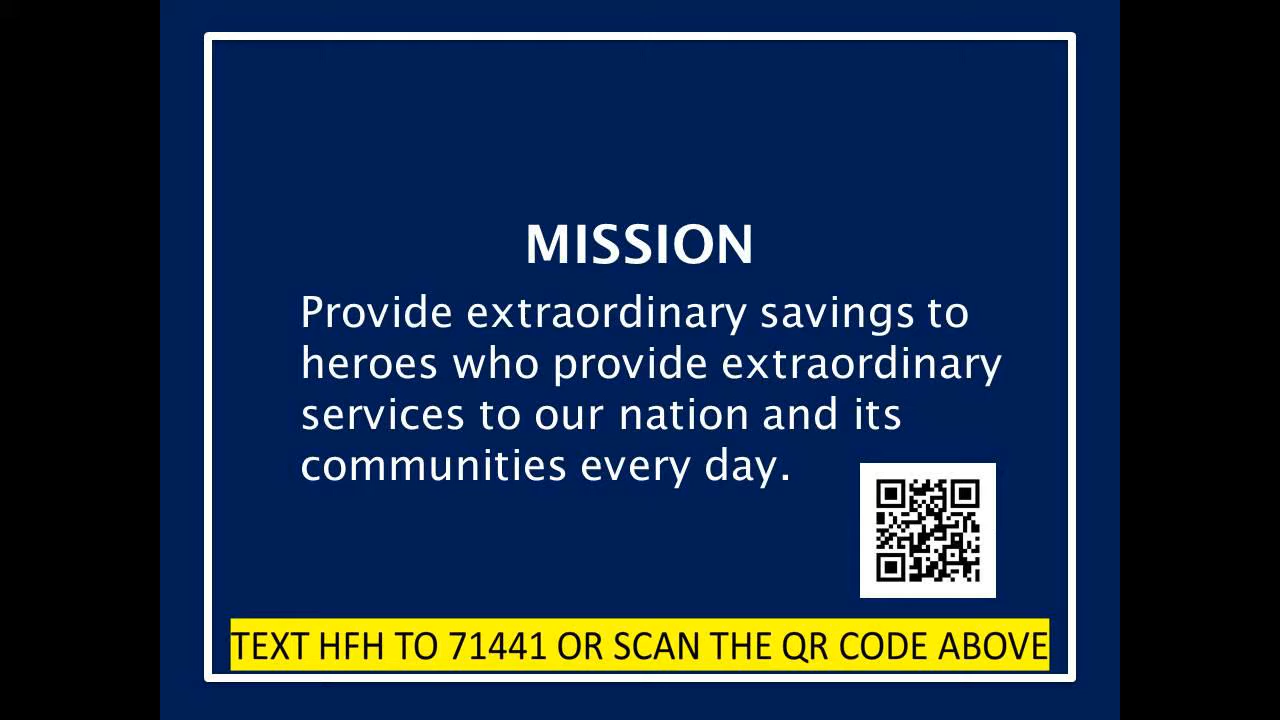 MISSION
Provide extraordinary savings to
heroes who provide extraordinary
services to our nation and its
communities every day.
TEXT HFH TO 71441 OR SCAN THE QR CODE ABOVE